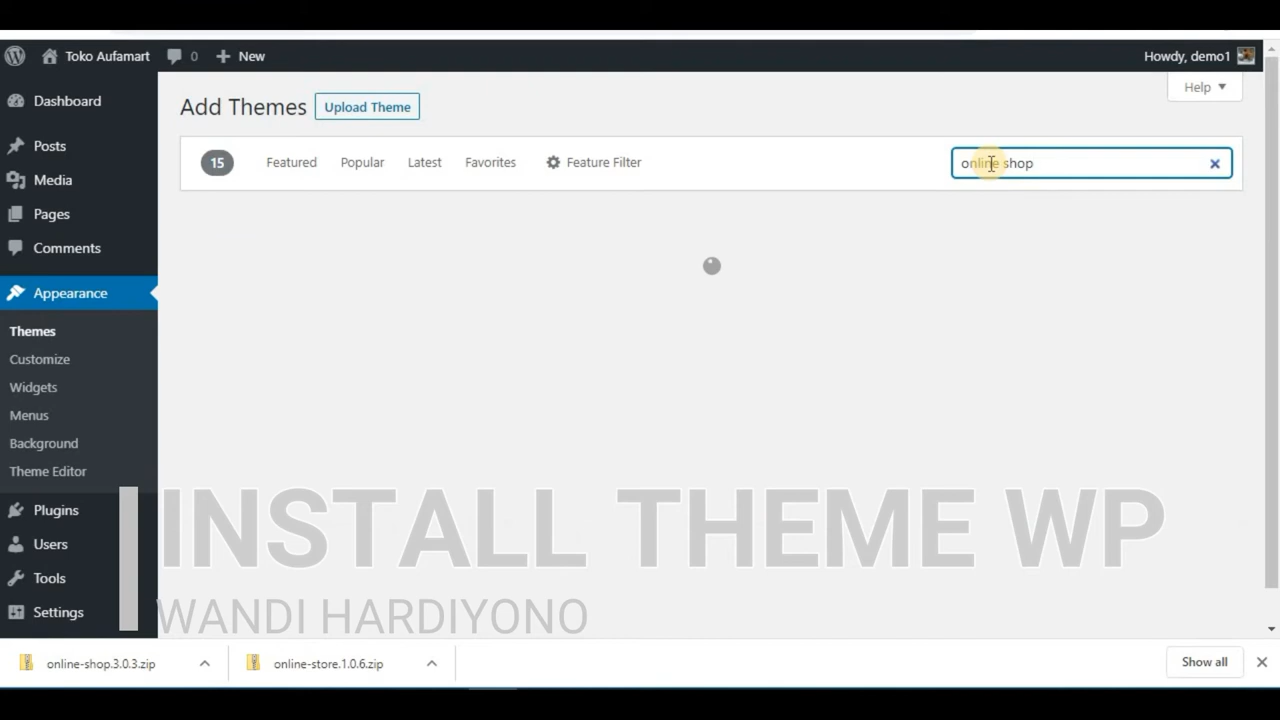 Toko Aufamart 0 New Howdy, demo1
Help
Dashboard
Posts
Media
Pages
Comments
Appearance
Themes
Customize
Widgets
Menus
Background
Theme Editor
Plugins
Users
Tools
Settings
Add Themes Upload Theme
15 Featured Popular Latest Favorites Feature Filter online shop
INSTALL THEME WP
WANDI HARDIYONO
online-shop.3.0.3.zip online-store.1.0.6.zip Show all